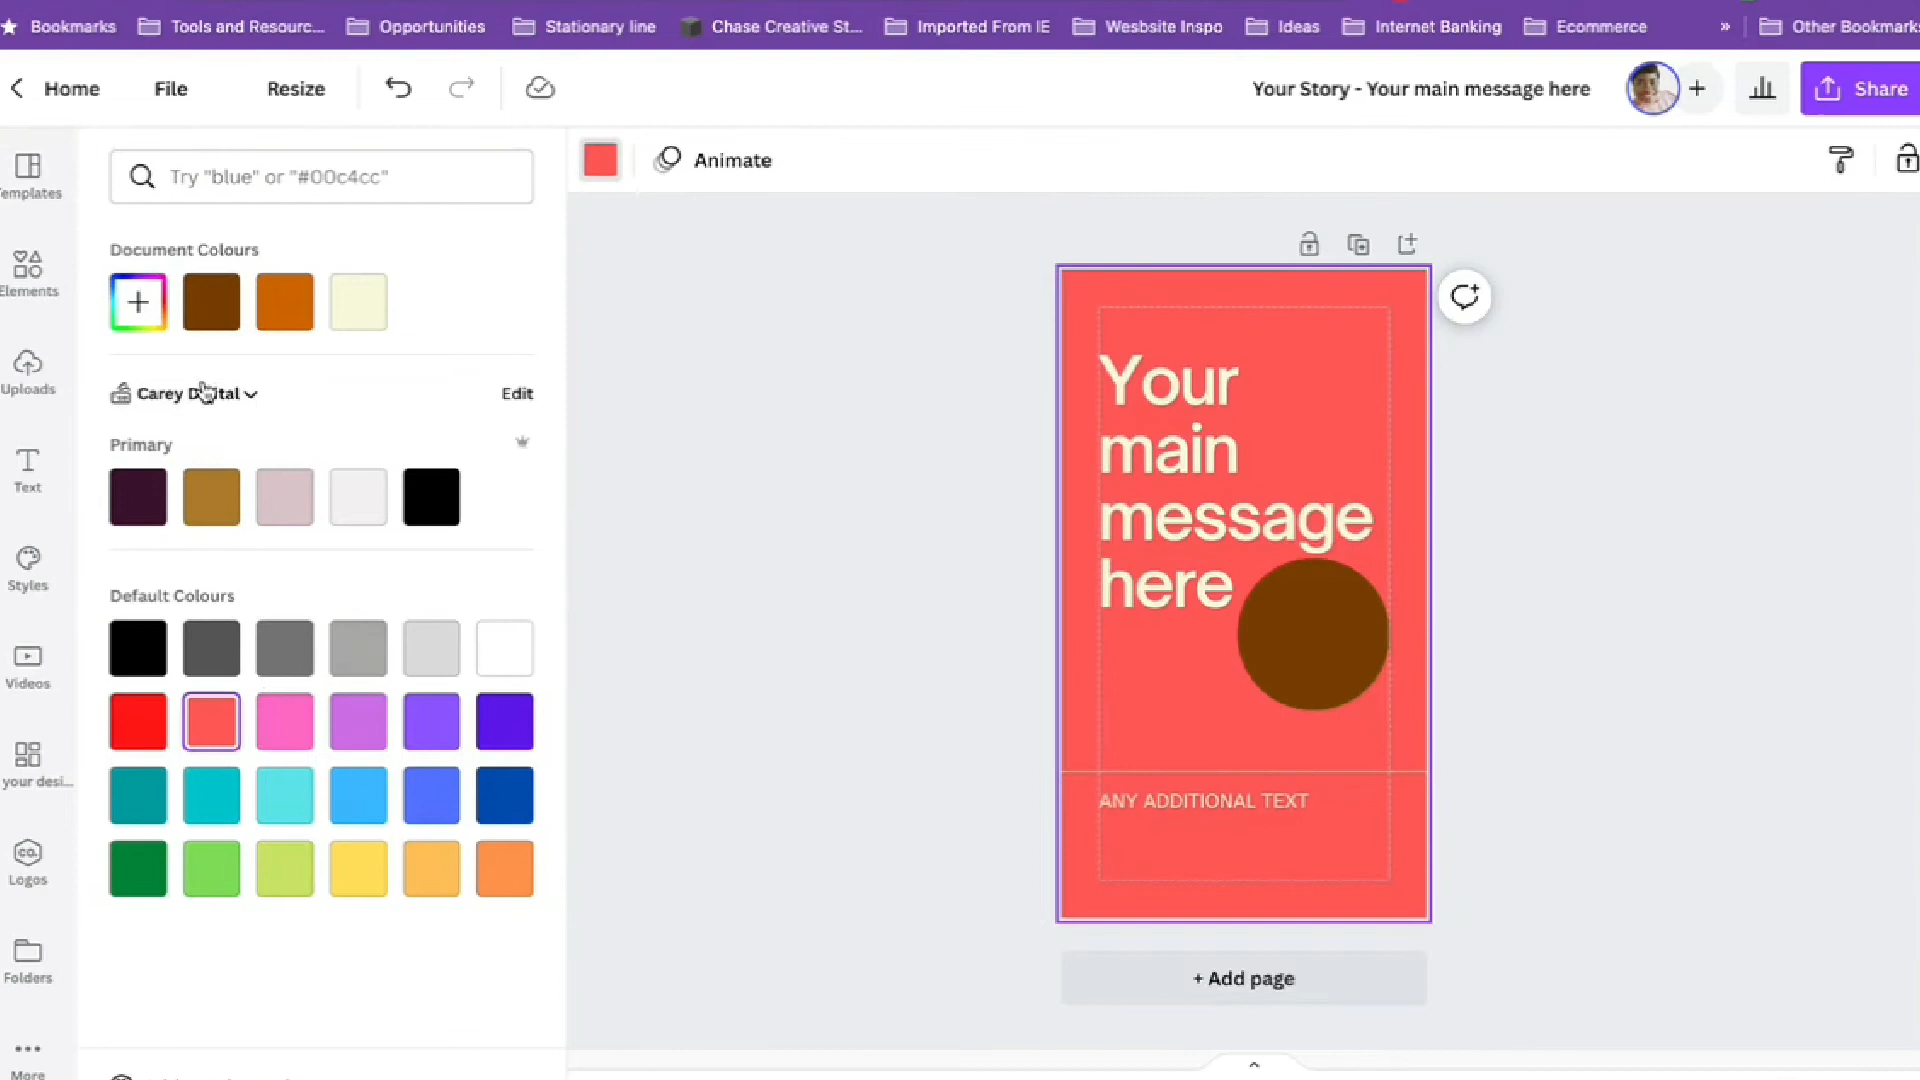 Bookmarks Tools and Resourc... Opportunities Stationary line Chase Creative St... Imported From IE Wesbsite Inspo Ideas Internet Banking Ecommerce » Other Bookmarks
Home File Resize Your Story - Your main message here + Share
Try "blue" or "#00c4cc"
Animate
Templates
Document Colours
Elements
Uploads
Carey Digital Edit
Primary
Text
Styles
Default Colours
Videos
your desi...
co.
Logos
Folders
More
Your
main
message
here
ANY ADDITIONAL TEXT
+ Add page